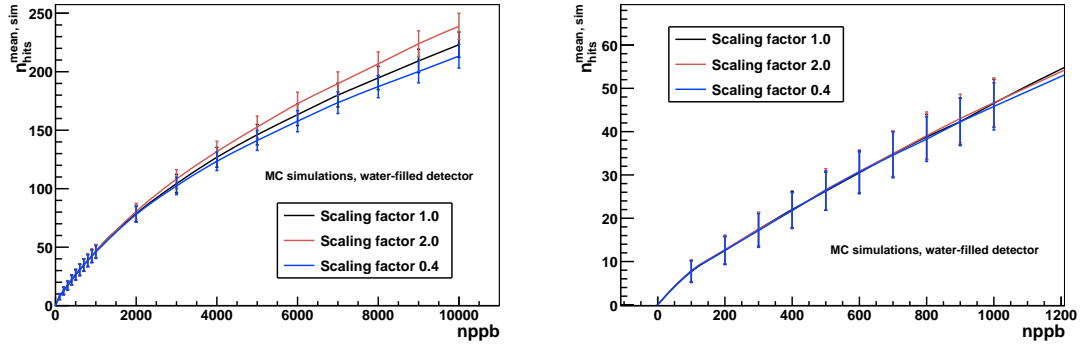 n_hits^mean, sim
250
200
150
100
50
0
0 2000 4000 6000 8000 10000
nppb
MC simulations, water-filled detector
Scaling factor 1.0
Scaling factor 2.0
Scaling factor 0.4
n_hits^mean, sim
60
50
40
30
20
10
0
0 200 400 600 800 1000 1200
nppb
Scaling factor 1.0
Scaling factor 2.0
Scaling factor 0.4
MC simulations, water-filled detector